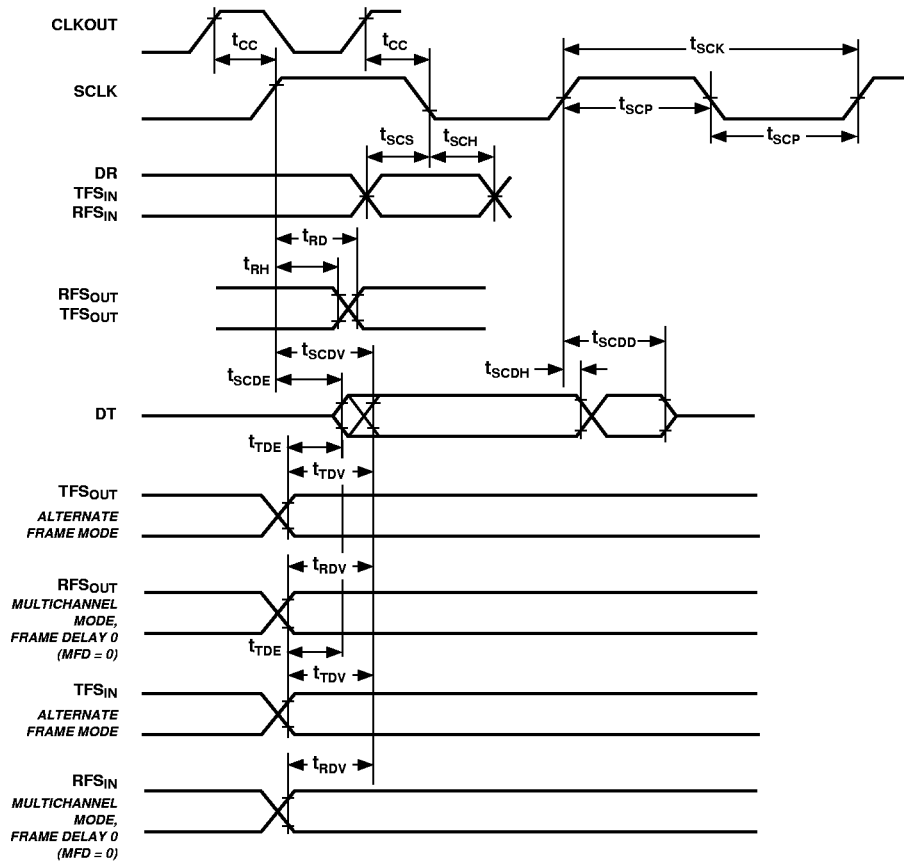 CLKOUT
tCC
tCC
tSCK
SCLK
tSCP
tSCP
tSCS
tSCH
DR
TFSIN
RFSIN
tRD
tRH
RFSOUT
TFSOUT
tSCDV
tSCDD
tSCDH
tSCDE
DT
tTDE
tTDV
TFSOUT
ALTERNATE
FRAME MODE
tRDV
RFSOUT
MULTICHANNEL
MODE,
FRAME DELAY 0
(MFD = 0)
tTDE
tTDV
TFSIN
ALTERNATE
FRAME MODE
tRDV
RFSIN
MULTICHANNEL
MODE,
FRAME DELAY 0
(MFD = 0)